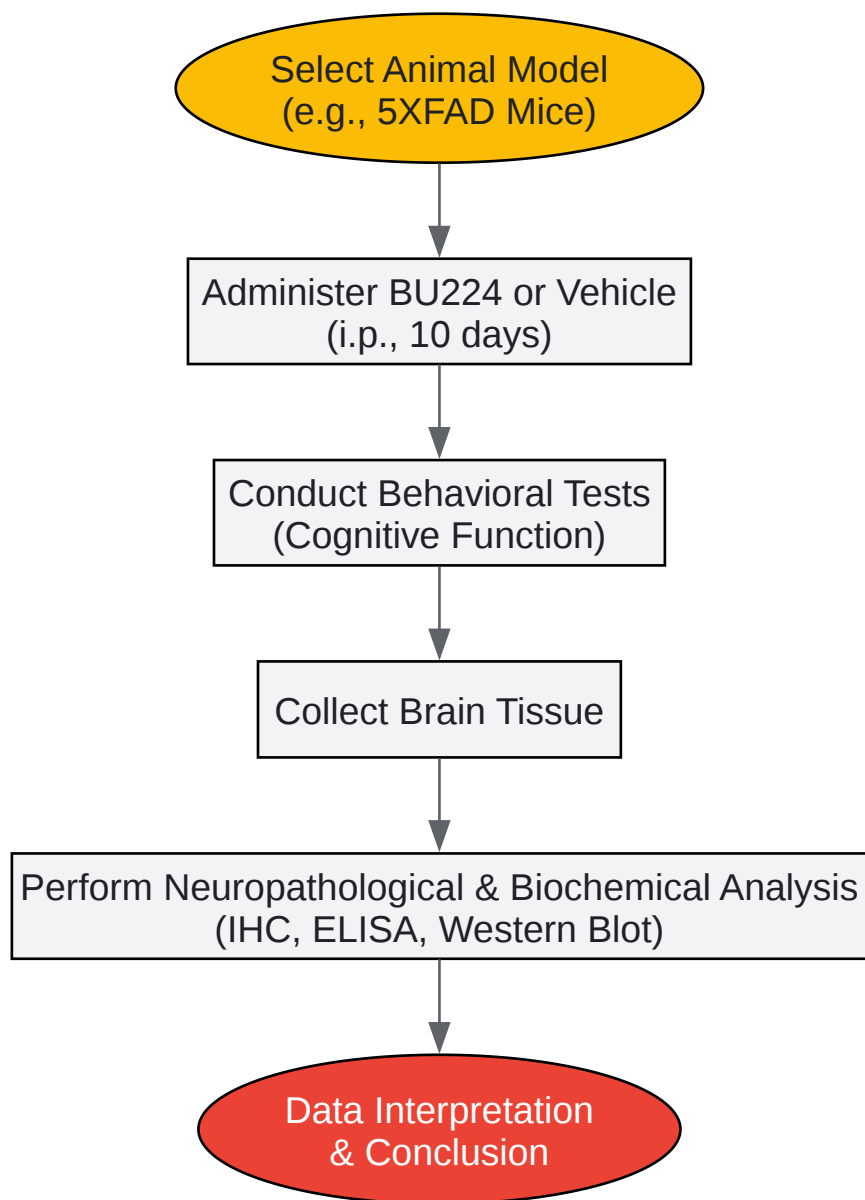 Select Animal Model
(e.g., 5XFAD Mice)
Administer BU224 or Vehicle
(i.p., 10 days)
Conduct Behavioral Tests
(Cognitive Function)
Collect Brain Tissue
Perform Neuropathological & Biochemical Analysis
(IHC, ELISA, Western Blot)
Data Interpretation
& Conclusion